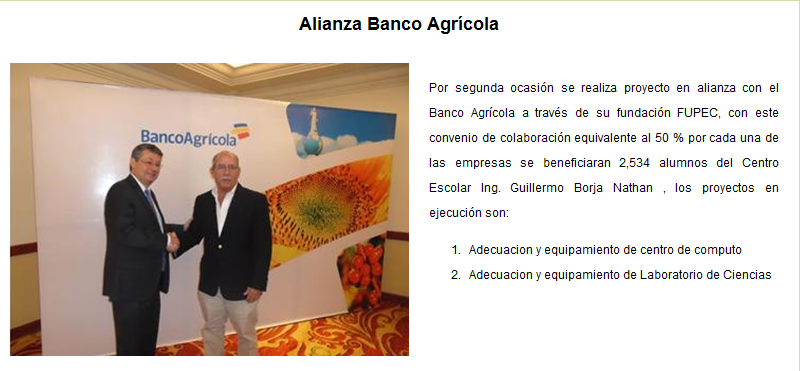 Alianza Banco Agrícola
BancoAgrícola
Por segunda ocasión se realiza proyecto en alianza con el
Banco Agrícola a través de su fundación FUPEC, con este
convenio de colaboración equivalente al 50 % por cada una de
las empresas se beneficiaran 2,534 alumnos del Centro
Escolar Ing. Guillermo Borja Nathan , los proyectos en
ejecución son:
1. Adecuacion y equipamiento de centro de computo
2. Adecuacion y equipamiento de Laboratorio de Ciencias